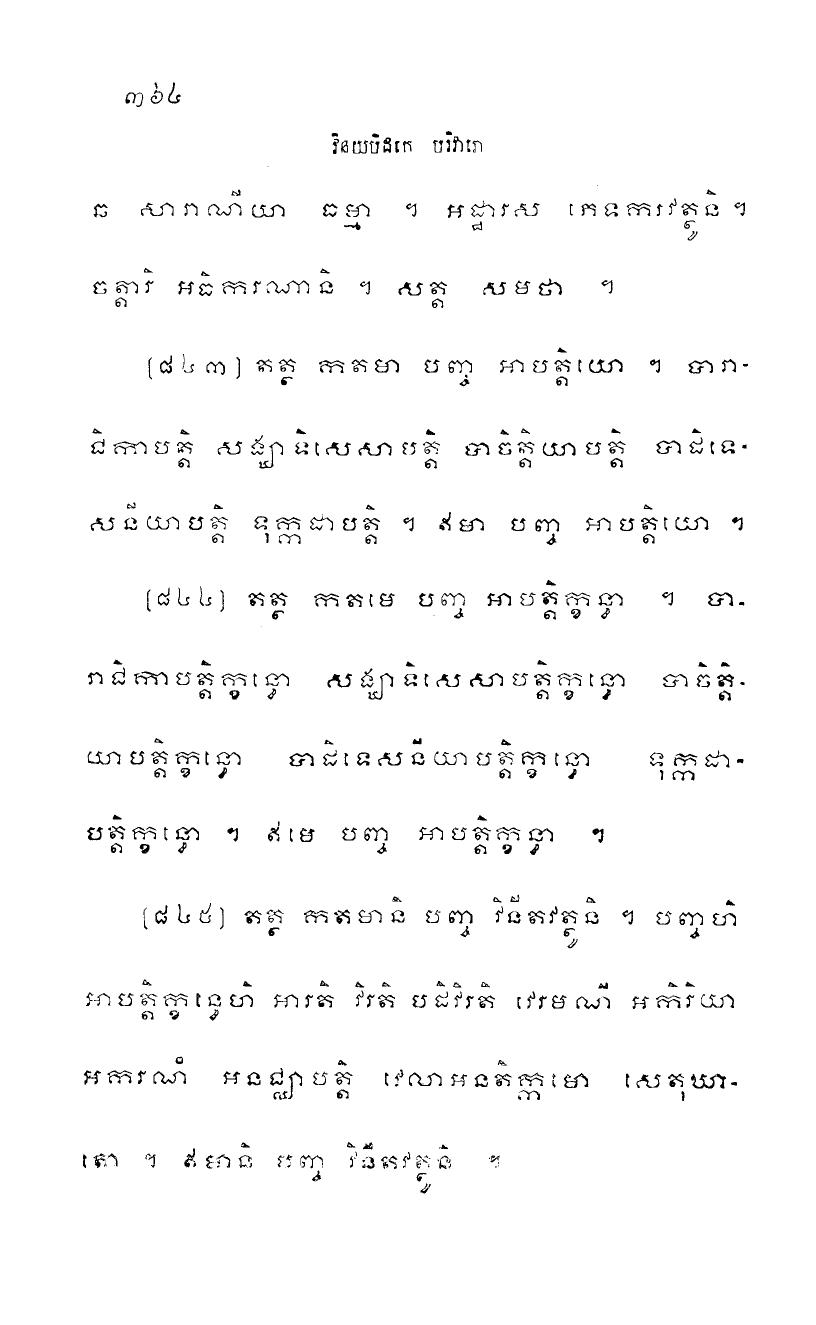 ៣៦៤
វិនយបិដកេ បរិវារោ
ឆ សារាណីយា ធម្មា ។ អដ្ឋារស ភេទការវត្ថូនិ ។
ចត្តារិ អធិករណានិ ។ សត្ត សមថា ។
[៨៤៣] តត្ថ កតមា បញ្ច អាបត្តិយោ ។ បារា-
ជិកាបត្តិ សង្ឃាទិសេសាបត្តិ បាចិត្តិយាបត្តិ បាដិទេ-
សនីយាបត្តិ ទុក្កដាបត្តិ ។ ឥមា បញ្ច អាបត្តិយោ ។
[៨៤៤] តត្ថ កតមេ បញ្ច អាបត្តិក្ខន្ធា ។ បា-
រាជិកាបត្តិក្ខន្ធោ សង្ឃាទិសេសាបត្តិក្ខន្ធោ បាចិត្តិ-
យាបត្តិក្ខន្ធោ បាដិទេសនីយាបត្តិក្ខន្ធោ ទុក្កដា-
បត្តិក្ខន្ធោ ។ ឥមេ បញ្ច អាបត្តិក្ខន្ធា ។
[៨៤៥] តត្ថ កតមានិ បញ្ច វិនីតវត្ថូនិ ។ បញ្ចហិ
អាបត្តិក្ខន្ធេហិ អារតិ វិរតិ បដិវិរតិ វេរមណី អកិរិយា
អករណំ អនជ្ឈាបត្តិ វេលាអនតិក្កមោ សេតុឃា-
តោ ។ ឥមានិ បញ្ច វិនីតវត្ថូនិ ។